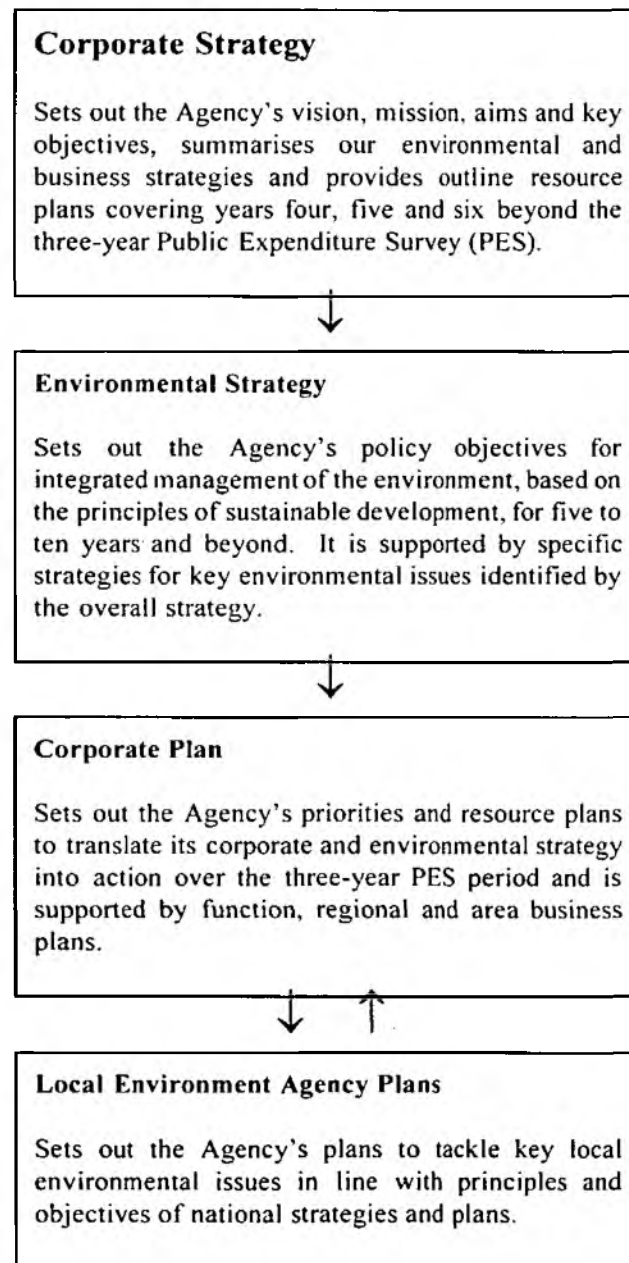 Corporate Strategy
Sets out the Agency's vision, mission, aims and key
objectives, summarises our environmental and
business strategies and provides outline resource
plans covering years four, five and six beyond the
three-year Public Expenditure Survey (PES).
Environmental Strategy
Sets out the Agency's policy objectives for
integrated management of the environment, based on
the principles of sustainable development, for five to
ten years and beyond. It is supported by specific
strategies for key environmental issues identified by
the overall strategy.
Corporate Plan
Sets out the Agency's priorities and resource plans
to translate its corporate and environmental strategy
into action over the three-year PES period and is
supported by function, regional and area business
plans.
Local Environment Agency Plans
Sets out the Agency's plans to tackle key local
environmental issues in line with principles and
objectives of national strategies and plans.